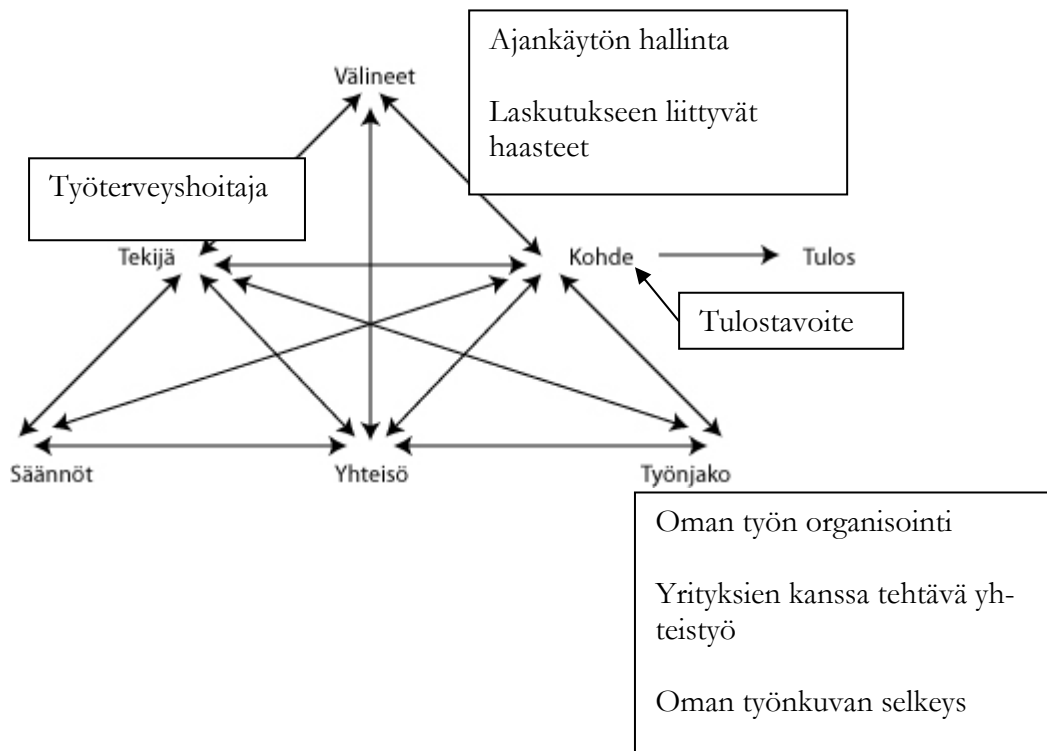 Ajankäytön hallinta
Laskutukseen liittyvät
haasteet
Välineet
Työterveyshoitaja
Tekijä
Kohde
Tulos
Tulostavoite
Säännöt
Yhteisö
Työnjako
Oman työn organisointi
Yrityksien kanssa tehtävä yh-
teistyö
Oman työnkuvan selkeys